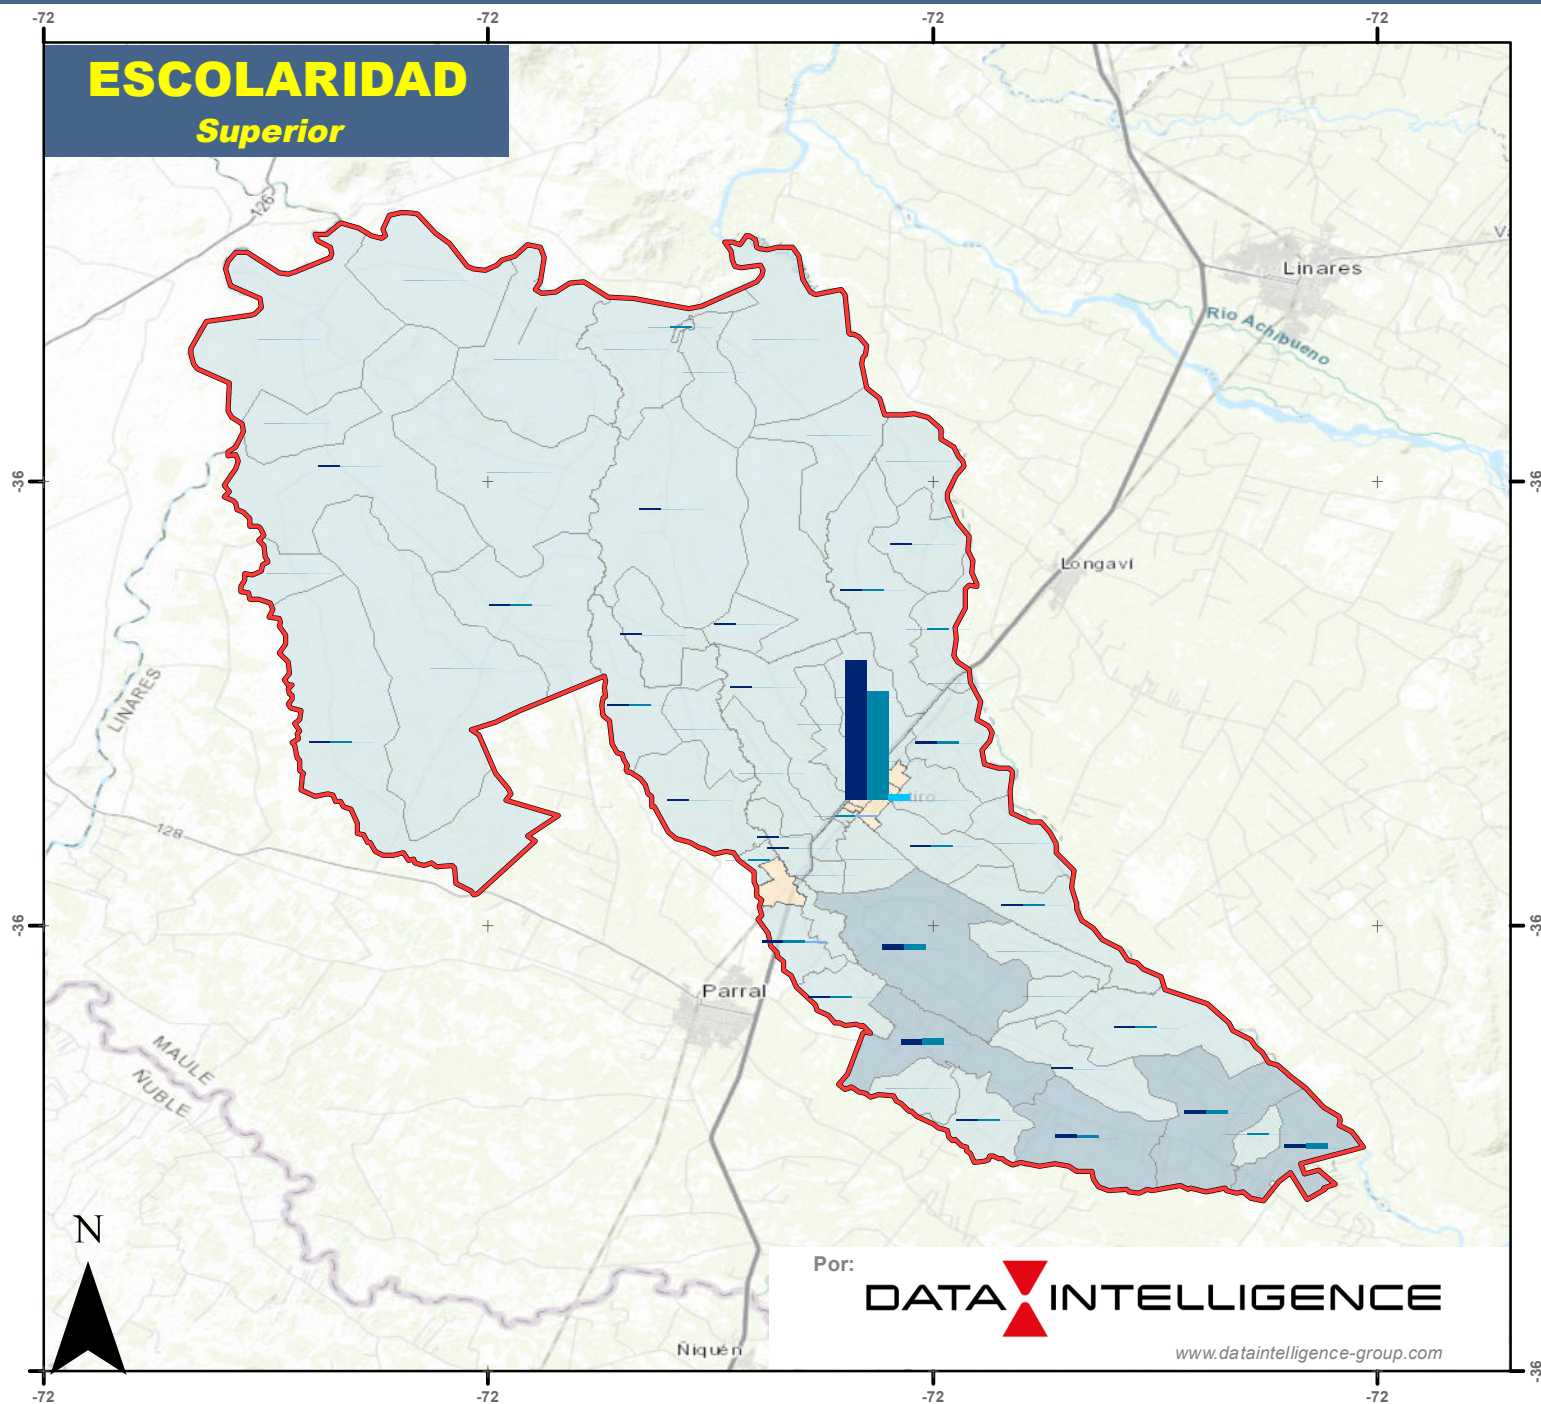 -72
-72
-72
-72
ESCOLARIDAD
Superior
126
Linares
Río Achibueno
-36
-36
Longaví
LINARES
tiro
128
-36
-36
Parral
MAULE
ÑUBLE
N
Por:
DATA INTELLIGENCE
www.dataintelligence-group.com
Ñiquén
-36
-72
-72
-72
-72